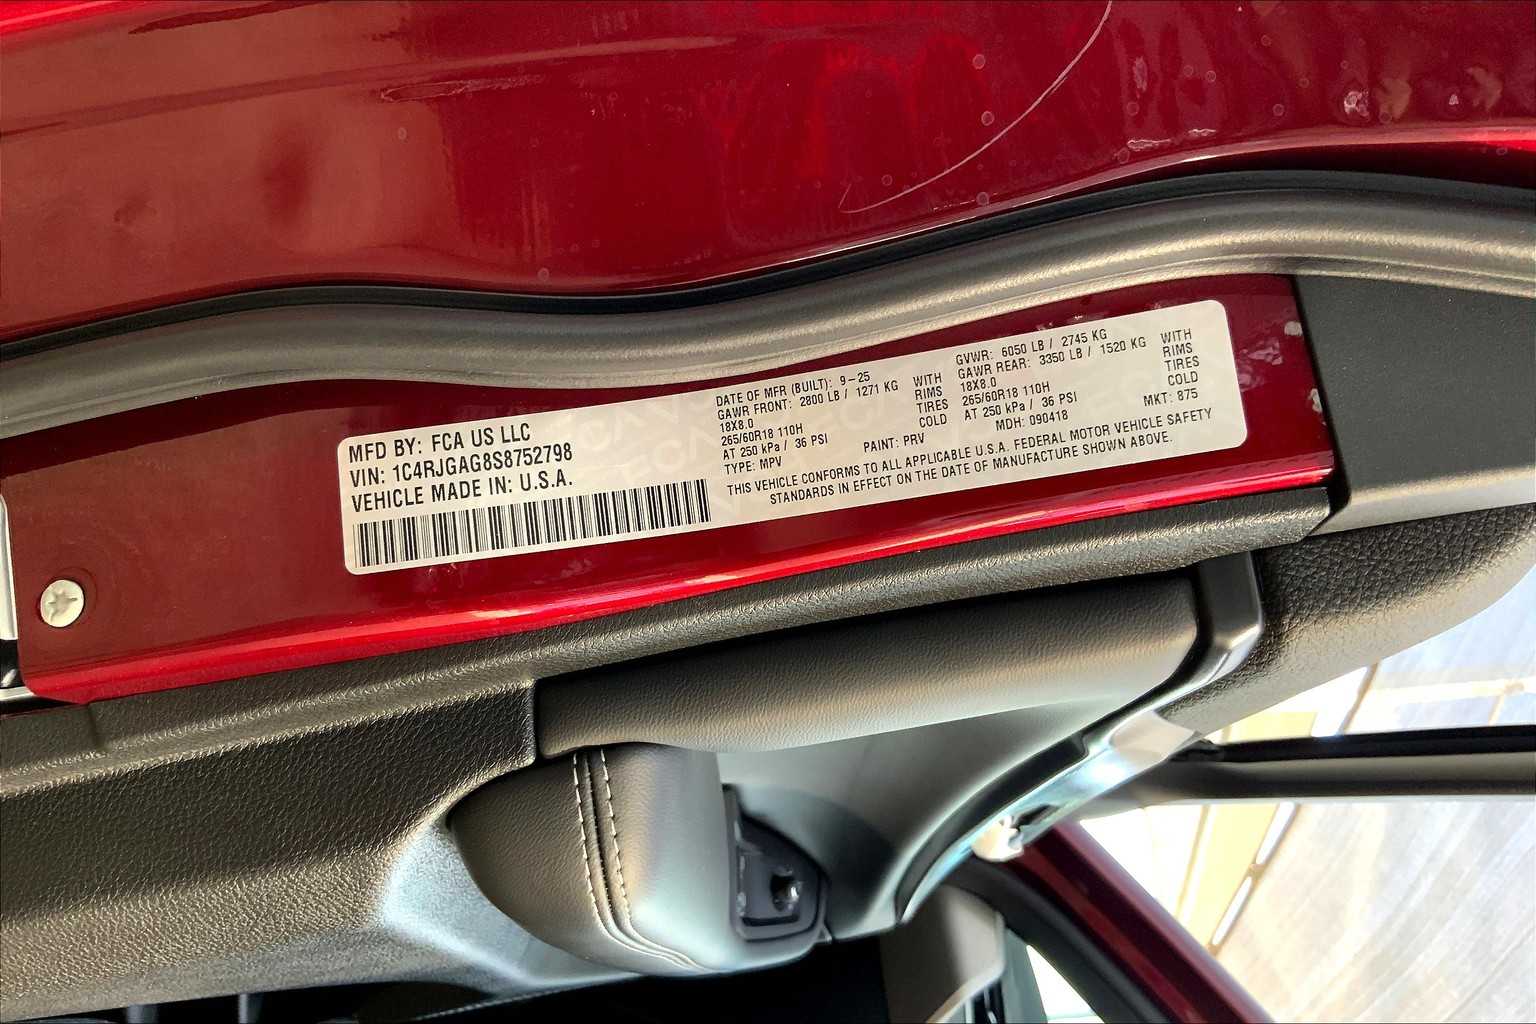 MFD BY: FCA US LLC
VIN: 1C4RJGAG8S8752798
VEHICLE MADE IN: U.S.A.
DATE OF MFR (BUILT): 9-25
GAWR FRONT: 2800 LB / 1271 KG WITH
18X8.0 RIMS
265/60R18 110H TIRES
AT 250 kPa / 36 PSI COLD
TYPE: MPV PAINT: PRV
GVWR: 6050 LB / 2745 KG
GAWR REAR: 3350 LB / 1520 KG WITH
18X8.0 RIMS
265/60R18 110H TIRES
AT 250 kPa / 36 PSI COLD
MDH: 090418 MKT: 875
THIS VEHICLE CONFORMS TO ALL APPLICABLE U.S.A. FEDERAL MOTOR VEHICLE SAFETY
STANDARDS IN EFFECT ON THE DATE OF MANUFACTURE SHOWN ABOVE.